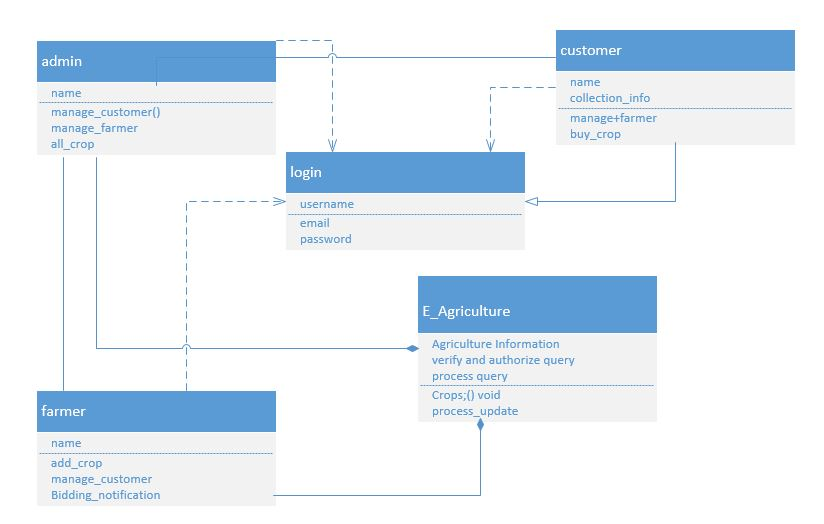 admin
name
manage_customer()
manage_farmer
all_crop
customer
name
collection_info
manage+farmer
buy_crop
login
username
email
password
E_Agriculture
Agriculture Information
verify and authorize query
process query
Crops;() void
process_update
farmer
name
add_crop
manage_customer
Bidding_notification